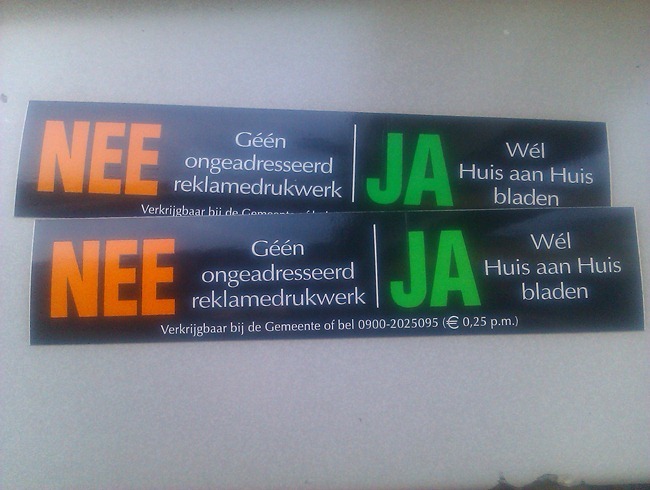 NEE
Géén
ongeadresseerd
reklamedrukwerk
JA
Wél
Huis aan Huis
bladen
Verkrijgbaar bij de Gemeente
NEE
Géén
ongeadresseerd
reklamedrukwerk
JA
Wél
Huis aan Huis
bladen
Verkrijgbaar bij de Gemeente of bel 0900-2025095 (€ 0,25 p.m.)